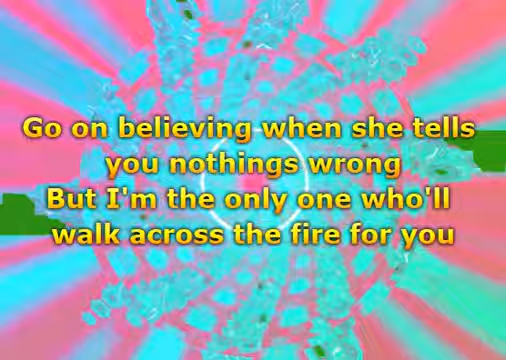 Go on believing when she tells
you nothings wrong
But I'm the only one who'll
walk across the fire for you